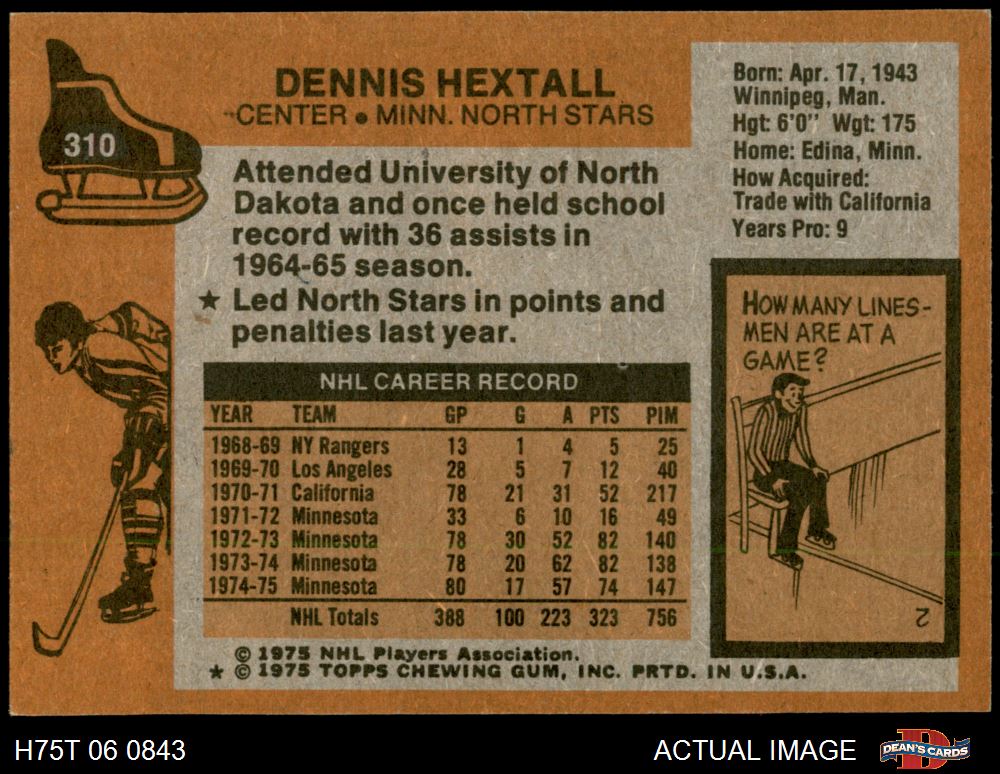 310
DENNIS HEXTALL
CENTER • MINN. NORTH STARS
Born: Apr. 17, 1943
Winnipeg, Man.
Hgt: 6'0" Wgt: 175
Home: Edina, Minn.
How Acquired:
Trade with California
Years Pro: 9
Attended University of North
Dakota and once held school
record with 36 assists in
1964-65 season.
★ Led North Stars in points and
penalties last year.
NHL CAREER RECORD
YEAR TEAM GP G A PTS PIM
1968-69 NY Rangers 13 1 4 5 25
1969-70 Los Angeles 28 5 7 12 40
1970-71 California 78 21 31 52 217
1971-72 Minnesota 33 6 10 16 49
1972-73 Minnesota 78 30 52 82 140
1973-74 Minnesota 78 20 62 82 138
1974-75 Minnesota 80 17 57 74 147
NHL Totals 388 100 223 323 756
HOW MANY LINES-
MEN ARE AT A
GAME?
2
© 1975 NHL Players Association.
★ © 1975 TOPPS CHEWING GUM, INC. PRTD. IN U.S.A.
H75T 06 0843
ACTUAL IMAGE
DEAN'S CARDS